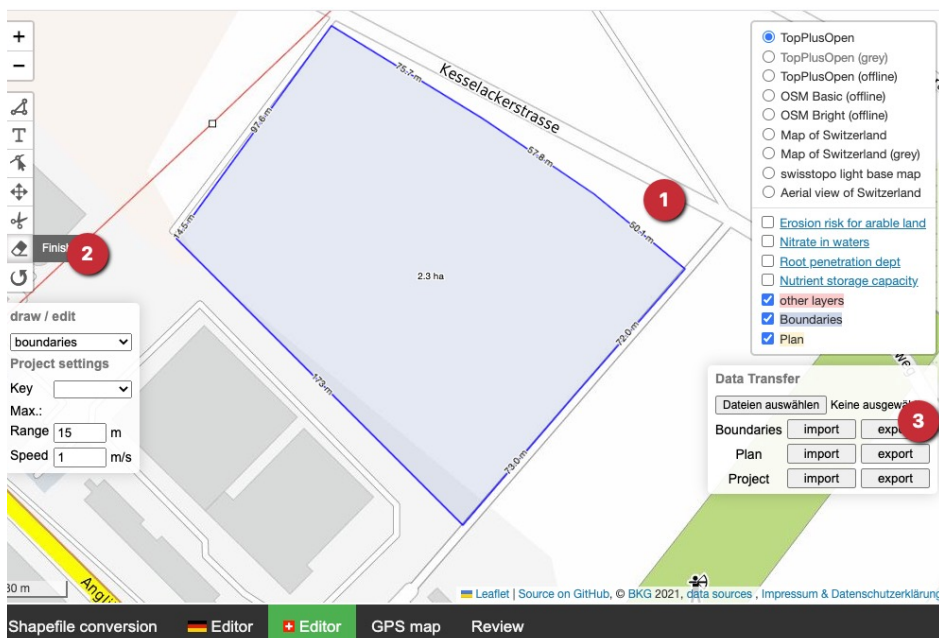 +
−
T
Finish
2
draw / edit
boundaries
Project settings
Key
Max.:
Range 15 m
Speed 1 m/s
Kesselackerstrasse
75.7 m
97.6 m
57.8 m
50.1 m
14.5 m
2.3 ha
72.0 m
173 m
73.0 m
1
TopPlusOpen
TopPlusOpen (grey)
TopPlusOpen (offline)
OSM Basic (offline)
OSM Bright (offline)
Map of Switzerland
Map of Switzerland (grey)
swisstopo light base map
Aerial view of Switzerland
Erosion risk for arable land
Nitrate in waters
Root penetration dept
Nutrient storage capacity
other layers
Boundaries
Plan
weg
Data Transfer
Dateien auswählen Keine ausgewäh
3
Boundaries import expo
Plan import export
Project import export
30 m
Leaflet | Source on GitHub, © BKG 2021, data sources , Impressum & Datenschutzerklärung
Shapefile conversion Editor Editor GPS map Review